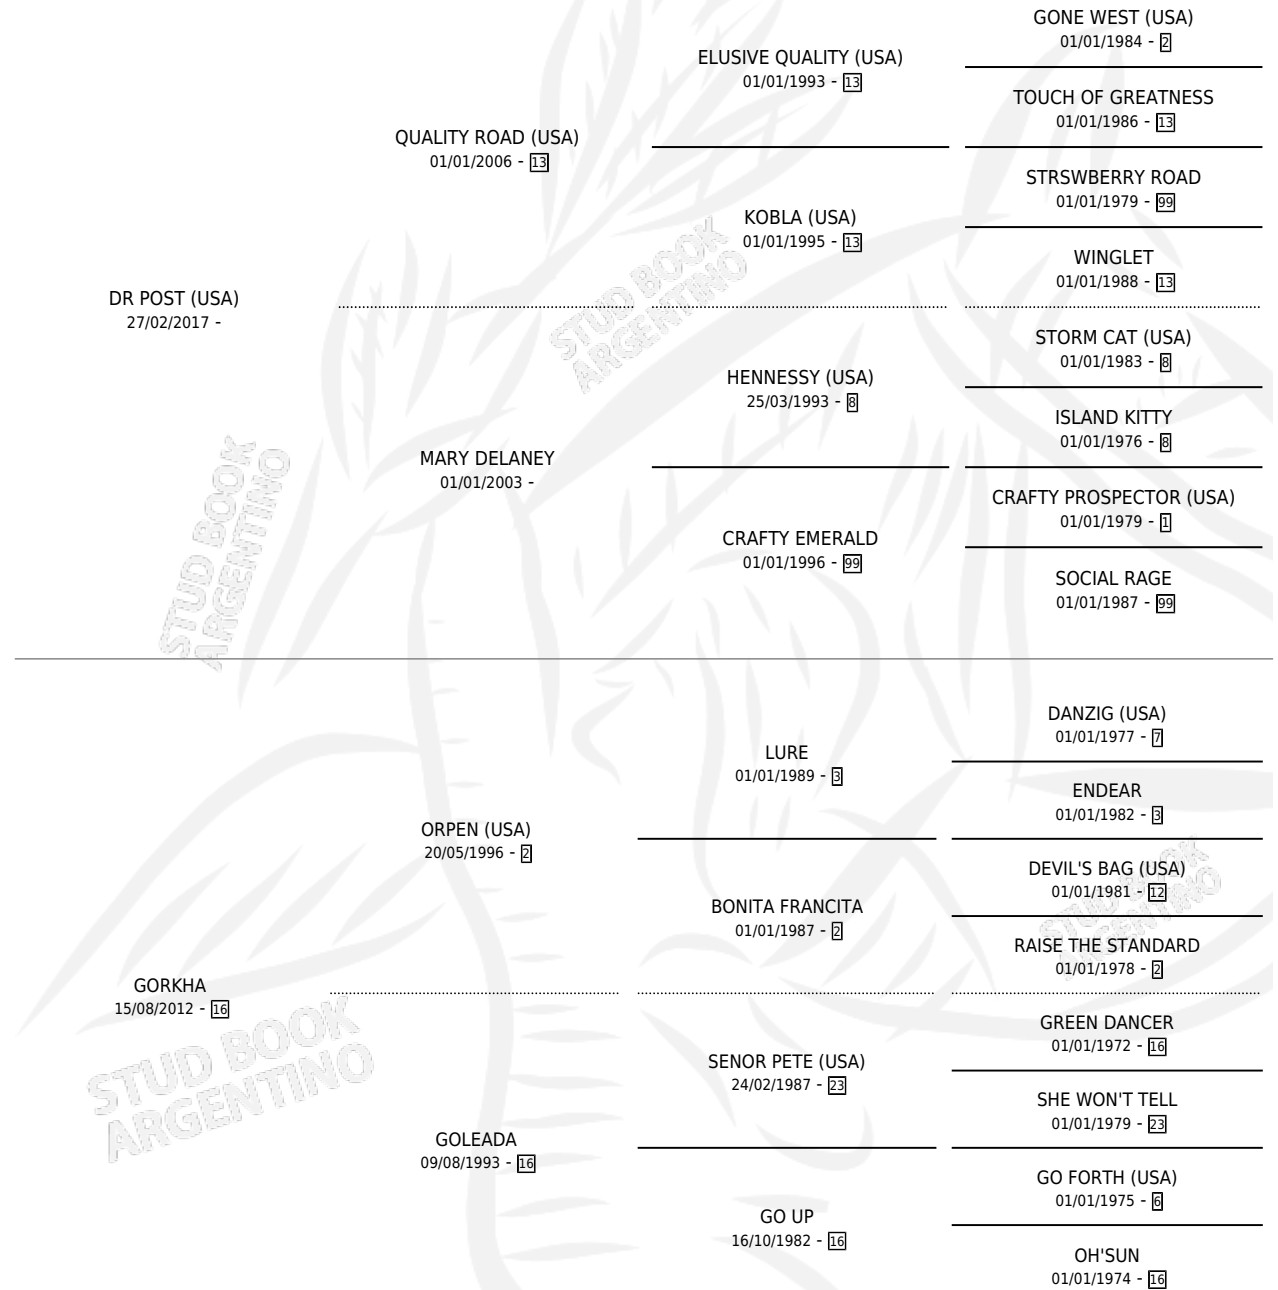 GONE WEST (USA)
01/01/1984 - 2
ELUSIVE QUALITY (USA)
01/01/1993 - 13
TOUCH OF GREATNESS
01/01/1986 - 13
QUALITY ROAD (USA)
01/01/2006 - 13
STRSWBERRY ROAD
01/01/1979 - 99
KOBLA (USA)
01/01/1995 - 13
WINGLET
01/01/1988 - 13
DR POST (USA)
27/02/2017 -
STORM CAT (USA)
01/01/1983 - 8
HENNESSY (USA)
25/03/1993 - 8
ISLAND KITTY
01/01/1976 - 8
MARY DELANEY
01/01/2003 -
CRAFTY PROSPECTOR (USA)
01/01/1979 - 1
CRAFTY EMERALD
01/01/1996 - 99
SOCIAL RAGE
01/01/1987 - 99
STUD BOOK
ARGENTINO
STUD BOOK
ARGENTINO
DANZIG (USA)
01/01/1977 - 7
LURE
01/01/1989 - 3
ENDEAR
01/01/1982 - 3
ORPEN (USA)
20/05/1996 - 2
DEVIL'S BAG (USA)
01/01/1981 - 12
BONITA FRANCITA
01/01/1987 - 2
RAISE THE STANDARD
01/01/1978 - 2
GORKHA
15/08/2012 - 16
GREEN DANCER
01/01/1972 - 16
SENOR PETE (USA)
24/02/1987 - 23
SHE WON'T TELL
01/01/1979 - 23
GOLEADA
09/08/1993 - 16
GO FORTH (USA)
01/01/1975 - 6
GO UP
16/10/1982 - 16
OH'SUN
01/01/1974 - 16
STUD BOOK
ARGENTINO
STUD BOOK
ARGENTINO